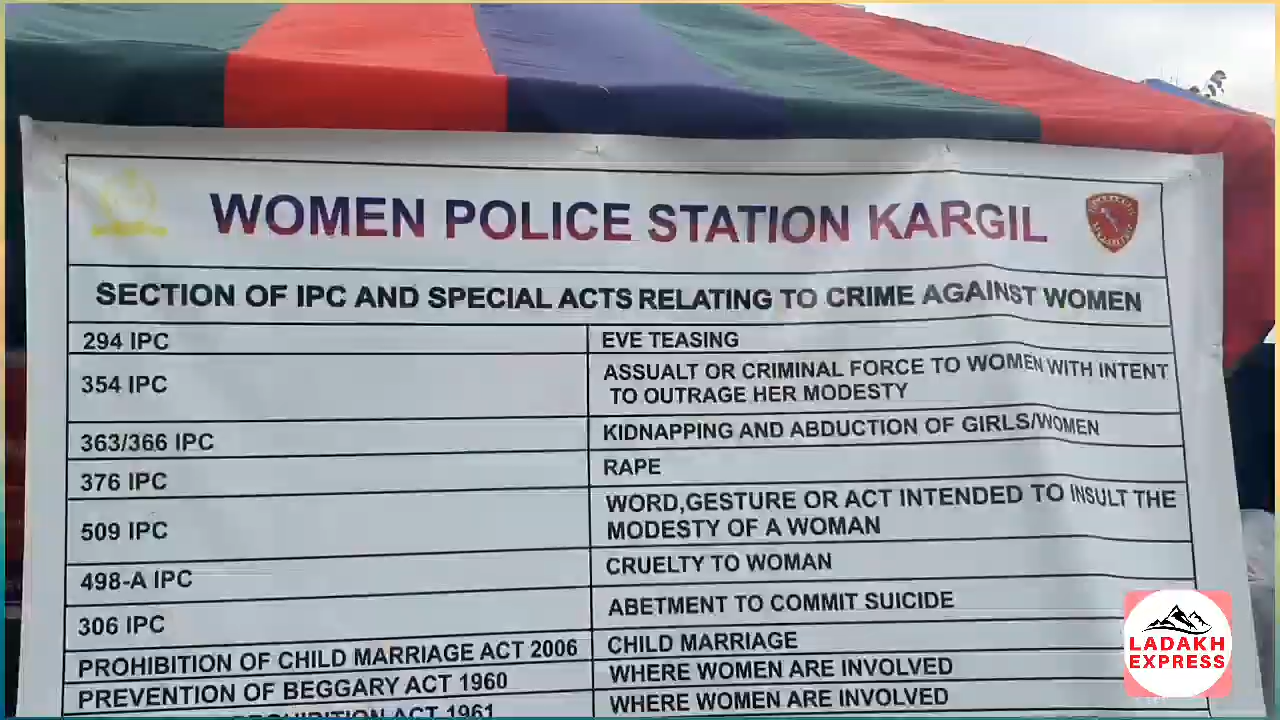 WOMEN POLICE STATION KARGIL
SECTION OF IPC AND SPECIAL ACTS RELATING TO CRIME AGAINST WOMEN
294 IPC
EVE TEASING
354 IPC
ASSUALT OR CRIMINAL FORCE TO WOMEN WITH INTENT
TO OUTRAGE HER MODESTY
363/366 IPC
KIDNAPPING AND ABDUCTION OF GIRLS/WOMEN
376 IPC
RAPE
509 IPC
WORD,GESTURE OR ACT INTENDED TO INSULT THE
MODESTY OF A WOMAN
498-A IPC
CRUELTY TO WOMAN
306 IPC
ABETMENT TO COMMIT SUICIDE
PROHIBITION OF CHILD MARRIAGE ACT 2006
CHILD MARRIAGE
PREVENTION OF BEGGARY ACT 1960
WHERE WOMEN ARE INVOLVED
PROHIBITION ACT 1961
WHERE WOMEN ARE INVOLVED
LADAKH
EXPRESS